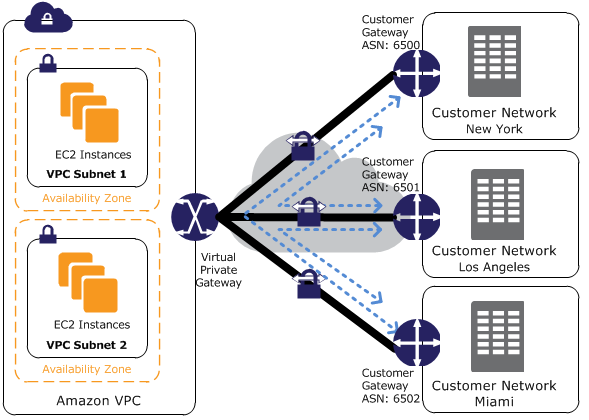 EC2 Instances
VPC Subnet 1
Availability Zone
EC2 Instances
VPC Subnet 2
Availability Zone
Amazon VPC
Virtual
Private
Gateway
Customer
Gateway
ASN: 6500
Customer Network
New York
Customer
Gateway
ASN: 6501
Customer Network
Los Angeles
Customer
Gateway
ASN: 6502
Customer Network
Miami